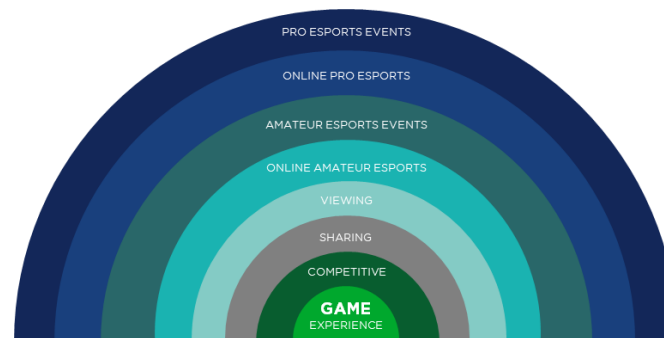 PRO ESPORTS EVENTS
ONLINE PRO ESPORTS
AMATEUR ESPORTS EVENTS
ONLINE AMATEUR ESPORTS
VIEWING
SHARING
COMPETITIVE
GAME
EXPERIENCE